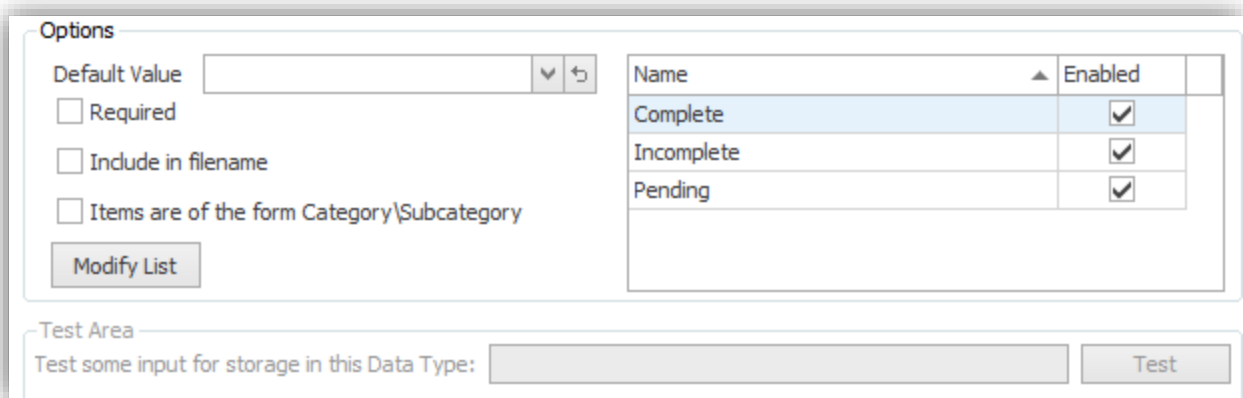 Options
Default Value
Required
Include in filename
Items are of the form Category\Subcategory
Modify List
Name Enabled
Complete
Incomplete
Pending
Test Area
Test some input for storage in this Data Type: Test